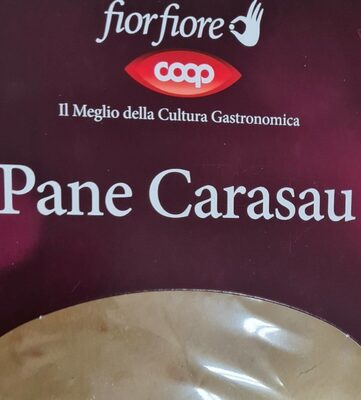 fiorfiore
coop
Il Meglio della Cultura Gastronomica
Pane Carasau